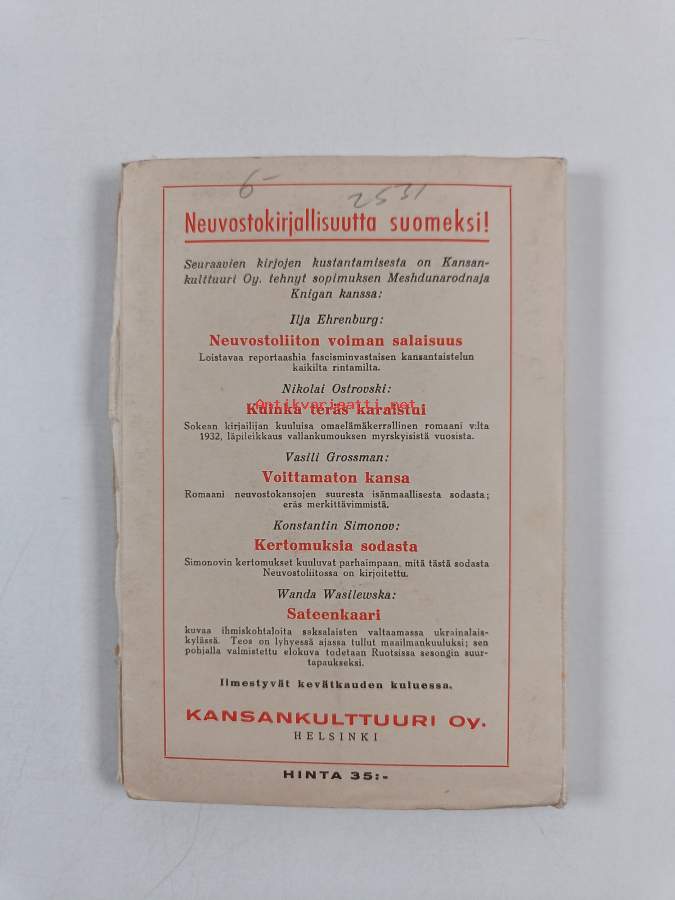 6- 2531
Neuvostokirjallisuutta suomeksi!
Seuraavien kirjojen kustantamisesta on Kansan-
kulttuuri Oy. tehnyt sopimuksen Meshdunarodnaja
Knigan kanssa:
Ilja Ehrenburg:
Neuvostoliiton voiman salaisuus
Loistavaa reportaashia fascisminvastaisen kansantaistelun
kaikilta rintamilta.
Nikolai Ostrovski:
Antikvariaatti.net
Kuinka teräs karaistui
Sokean kirjailijan kuuluisa omaelämäkerrallinen romaani v:lta
1932, läpileikkaus vallankumouksen myrskyisistä vuosista.
Vasili Grossman:
Voittamaton kansa
Romaani neuvostokansojen suuresta isänmaallisesta sodasta;
eräs merkittävimmistä.
Konstantin Simonov:
Kertomuksia sodasta
Simonovin kertomukset kuuluvat parhaimpaan, mitä tästä sodasta
Neuvostoliitossa on kirjoitettu.
Wanda Wasilewska:
Sateenkaari
kuvaa ihmiskohtaloita saksalaisten valtaamassa ukrainalais-
kylässä. Teos on lyhyessä ajassa tullut maailmankuuluksi; sen
pohjalla valmistettu elokuva todetaan Ruotsissa sesongin suur-
tapaukseksi.
Ilmestyvät kevätkauden kuluessa.
KANSANKULTTUURI Oy.
HELSINKI
HINTA 35:-